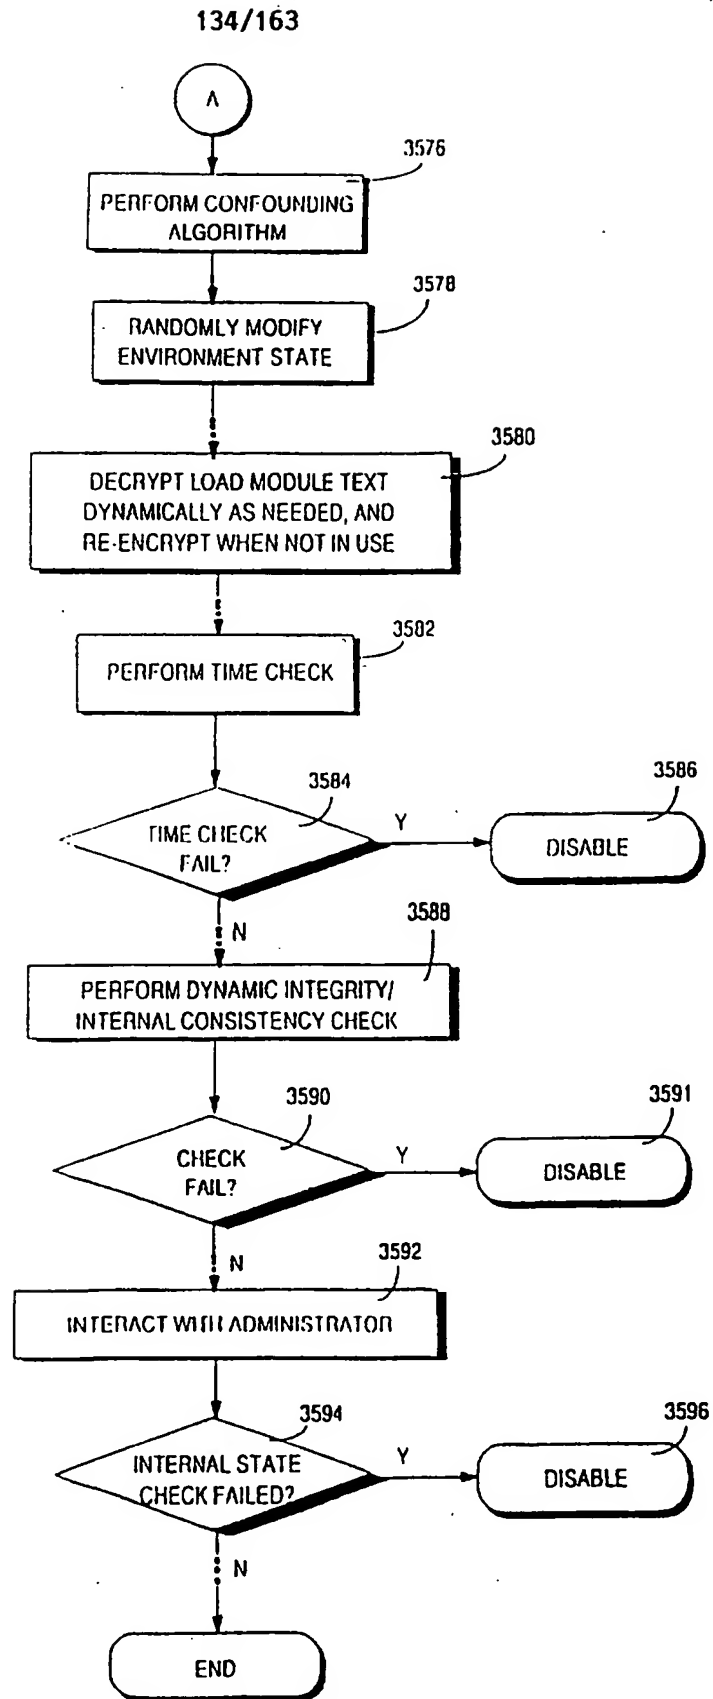 134/163
A
3576
PERFORM CONFOUNDING
ALGORITHM
3578
RANDOMLY MODIFY
ENVIRONMENT STATE
3580
DECRYPT LOAD MODULE TEXT
DYNAMICALLY AS NEEDED, AND
RE-ENCRYPT WHEN NOT IN USE
3582
PERFORM TIME CHECK
3584
TIME CHECK
FAIL?
Y
3586
DISABLE
N
3588
PERFORM DYNAMIC INTEGRITY/
INTERNAL CONSISTENCY CHECK
3590
CHECK
FAIL?
Y
3591
DISABLE
N
3592
INTERACT WITH ADMINISTRATOR
3594
INTERNAL STATE
CHECK FAILED?
Y
3596
DISABLE
N
END